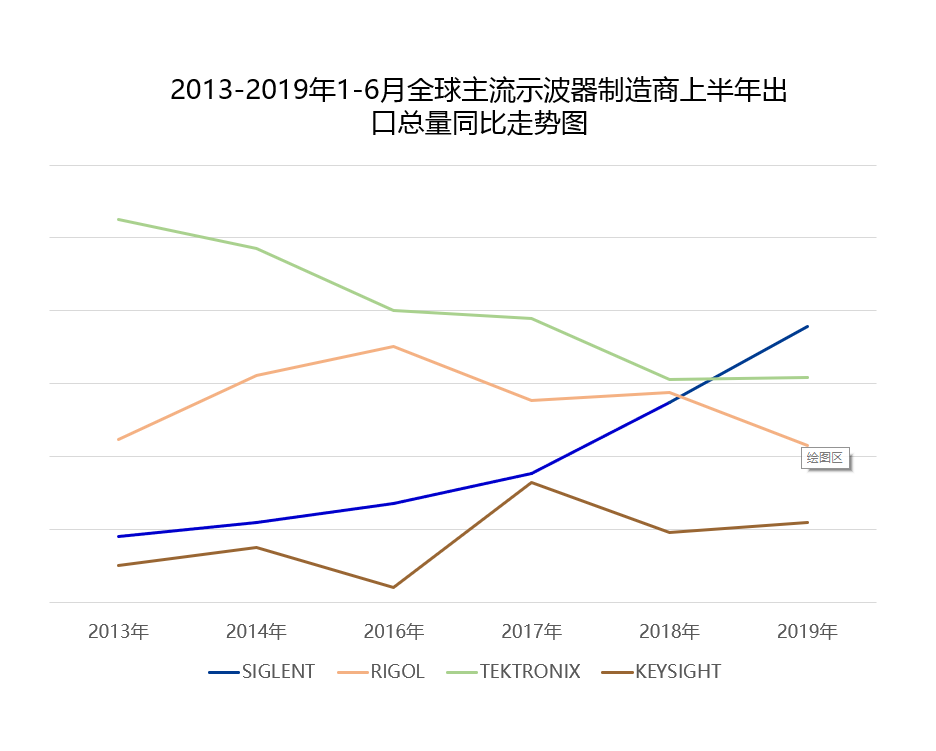 2013-2019年1-6月全球主流示波器制造商上半年出
口总量同比走势图
绘图区
2013年 2014年 2016年 2017年 2018年 2019年
SIGLENT RIGOL TEKTRONIX KEYSIGHT